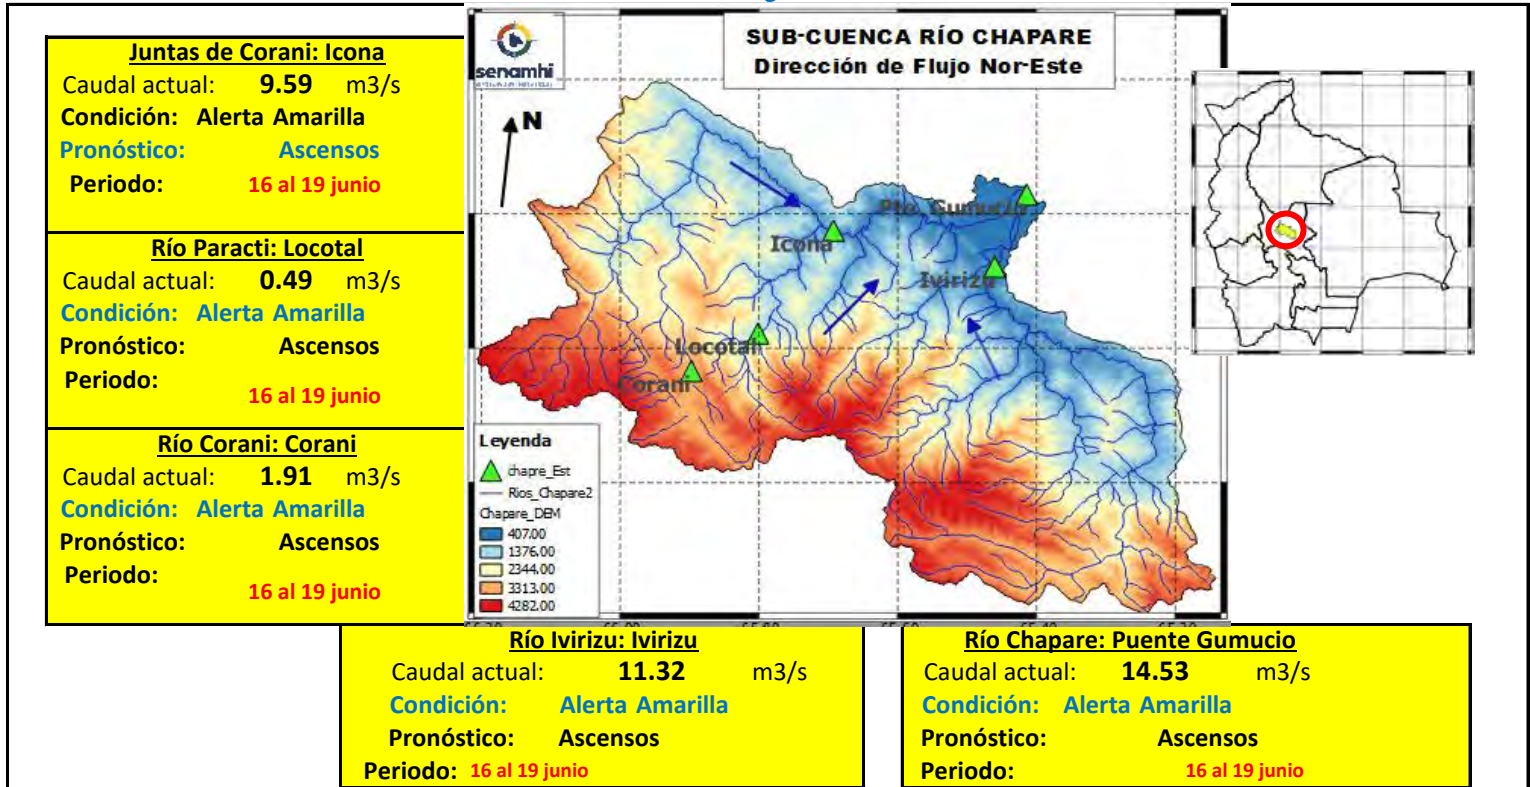 Juntas de Corani: Icona
Caudal actual: 9.59 m3/s
Condición: Alerta Amarilla
Pronóstico: Ascensos
Periodo: 16 al 19 junio
Río Paracti: Locotal
Caudal actual: 0.49 m3/s
Condición: Alerta Amarilla
Pronóstico: Ascensos
Periodo:
16 al 19 junio
Río Corani: Corani
Caudal actual: 1.91 m3/s
Condición: Alerta Amarilla
Pronóstico: Ascensos
Periodo:
16 al 19 junio
senamhi
SUB-CUENCA RÍO CHAPARE
Dirección de Flujo Nor-Este
N
Pte. Gumucio
Icona
Ivirizu
Locotal
Corani
Leyenda
chapre_Est
Rios_Chapare2
Chapare_DEM
407.00
1376.00
2344.00
3313.00
4282.00
Río Ivirizu: Ivirizu
Caudal actual: 11.32 m3/s
Condición: Alerta Amarilla
Pronóstico: Ascensos
Periodo: 16 al 19 junio
Río Chapare: Puente Gumucio
Caudal actual: 14.53 m3/s
Condición: Alerta Amarilla
Pronóstico: Ascensos
Periodo: 16 al 19 junio